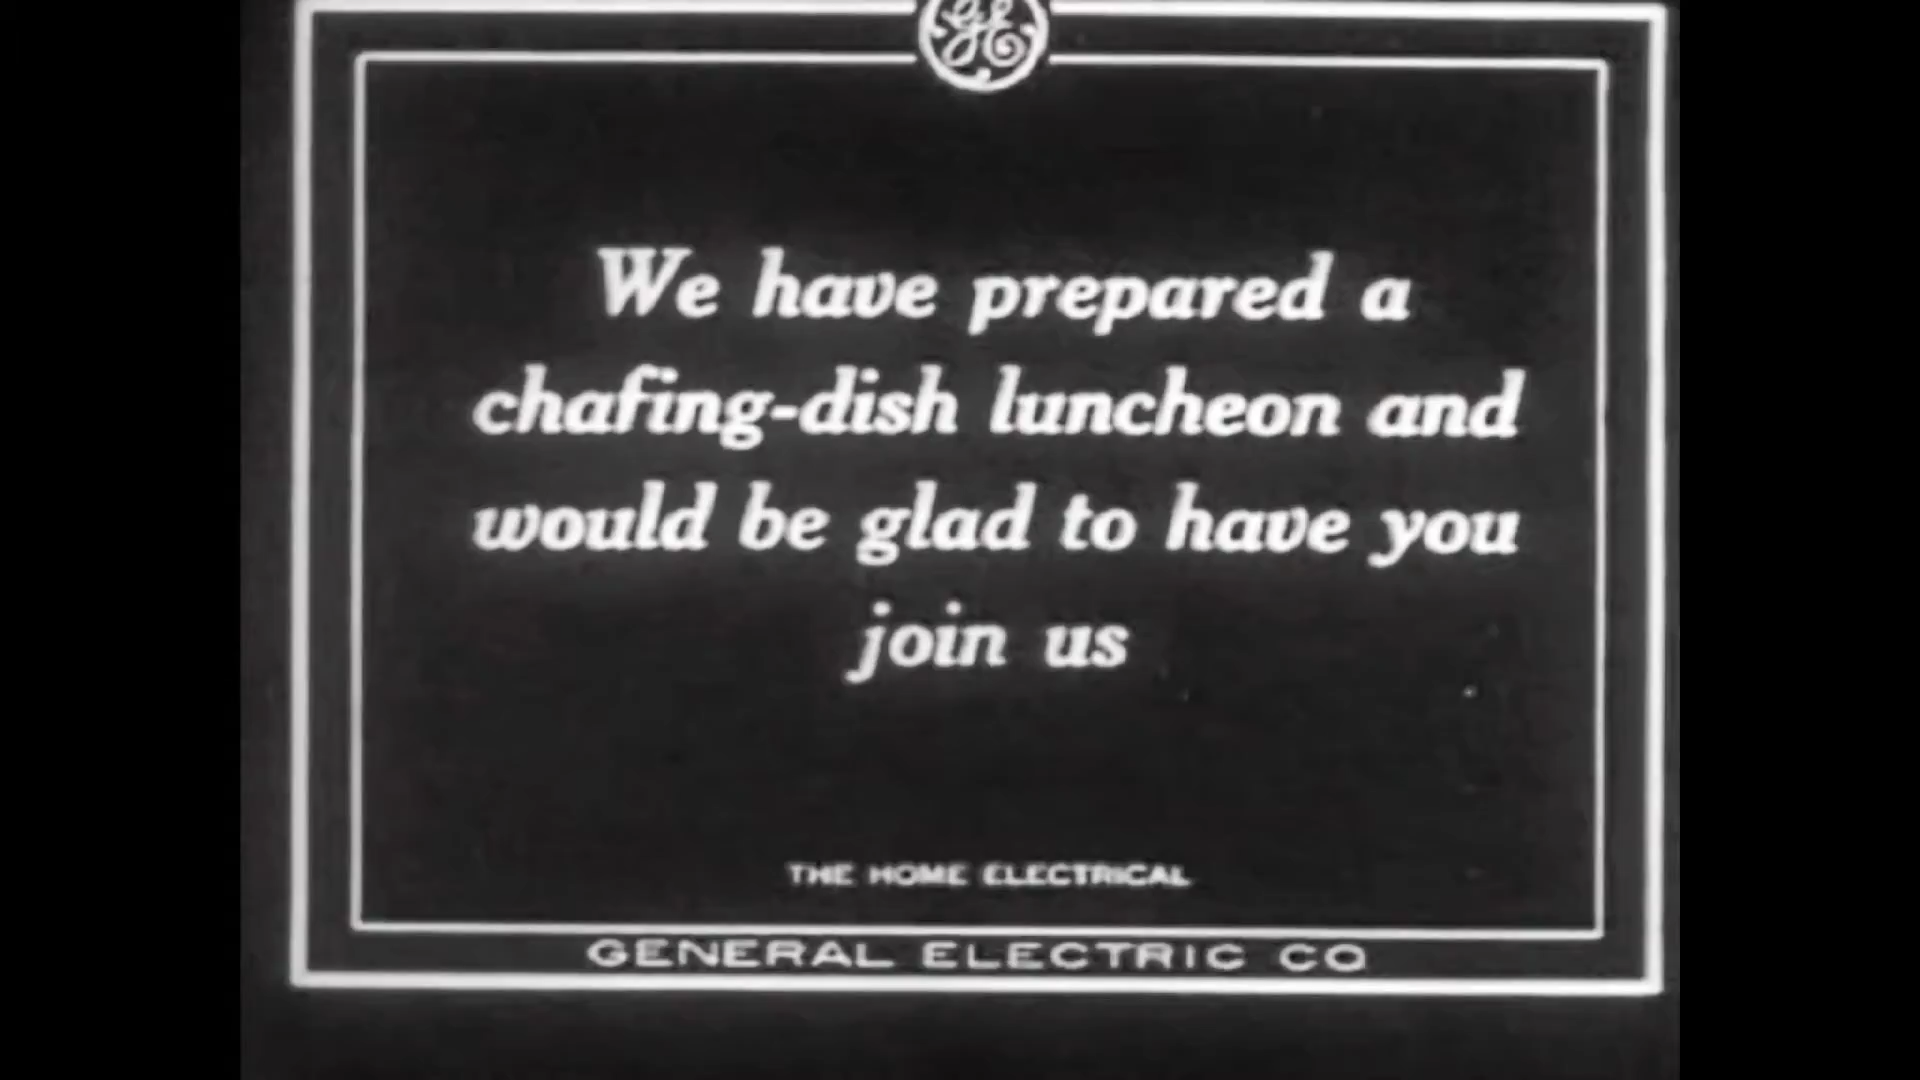 GE
We have prepared a
chafing-dish luncheon and
would be glad to have you
join us
THE HOME ELECTRICAL
GENERAL ELECTRIC CO